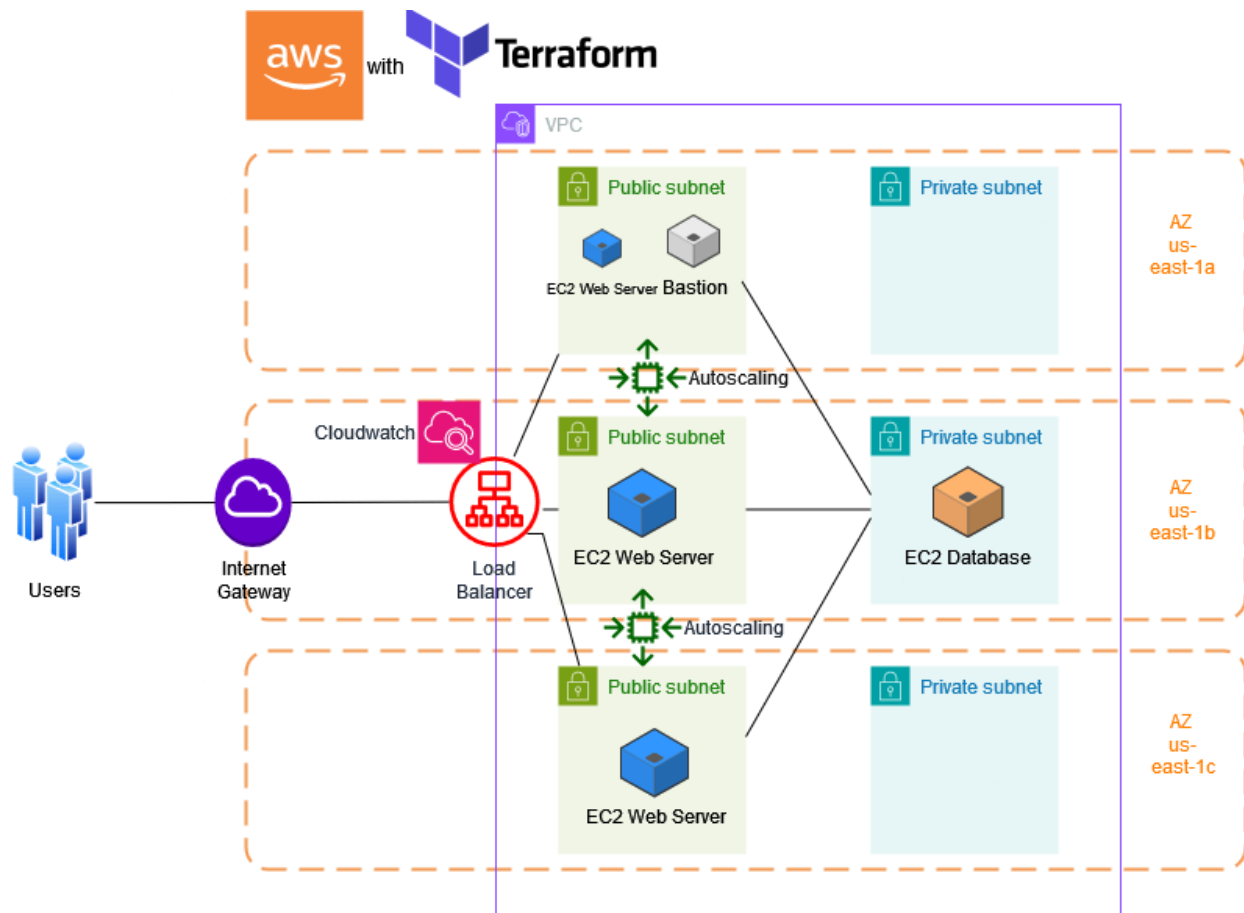 aws
with
Terraform
VPC
Public subnet
Private subnet
EC2 Web Server
Bastion
AZ
us-
east-1a
Autoscaling
Cloudwatch
Public subnet
Private subnet
EC2 Web Server
EC2 Database
AZ
us-
east-1b
Users
Internet
Gateway
Load
Balancer
Autoscaling
Public subnet
Private subnet
EC2 Web Server
AZ
us-
east-1c